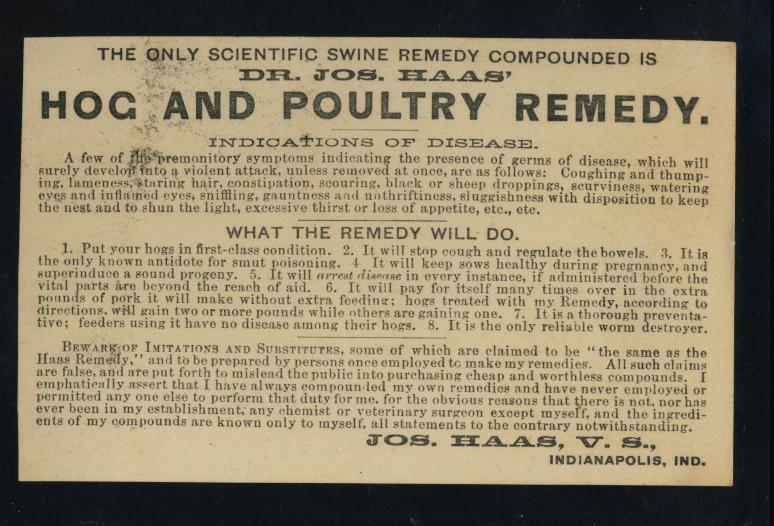 THE ONLY SCIENTIFIC SWINE REMEDY COMPOUNDED IS
DR. JOS. HAAS'
HOG AND POULTRY REMEDY.
INDICATIONS OF DISEASE.
A few of the premonitory symptoms indicating the presence of germs of disease, which will
surely develop into a violent attack, unless removed at once, are as follows: Coughing and thump-
ing, lameness, staring hair, constipation, scouring, black or sheep droppings, scurviness, watering
eyes and inflamed eyes, sniffling, gauntness and unthriftiness, sluggishness with disposition to keep
the nest and to shun the light, excessive thirst or loss of appetite, etc., etc.
WHAT THE REMEDY WILL DO.
1. Put your hogs in first-class condition. 2. It will stop cough and regulate the bowels. 3. It is
the only known antidote for smut poisoning. 4 It will keep sows healthy during pregnancy, and
superinduce a sound progeny. 5. It will arrest disease in every instance, if administered before the
vital parts are beyond the reach of aid. 6. It will pay for itself many times over in the extra
pounds of pork it will make without extra feeding; hogs treated with my Remedy, according to
directions, will gain two or more pounds while others are gaining one. 7. It is a thorough preventa-
tive; feeders using it have no disease among their hogs. 8. It is the only reliable worm destroyer.
BEWARE OF IMITATIONS AND SUBSTITUTES, some of which are claimed to be "the same as the
Haas Remedy," and to be prepared by persons once employed to make my remedies. All such claims
are false, and are put forth to mislead the public into purchasing cheap and worthless compounds. I
emphatically assert that I have always compounded my own remedies and have never employed or
permitted any one else to perform that duty for me, for the obvious reasons that there is not, nor has
ever been in my establishment, any chemist or veterinary surgeon except myself, and the ingredi-
ents of my compounds are known only to myself, all statements to the contrary notwithstanding.
JOS. HAAS, V. S.,
INDIANAPOLIS, IND.